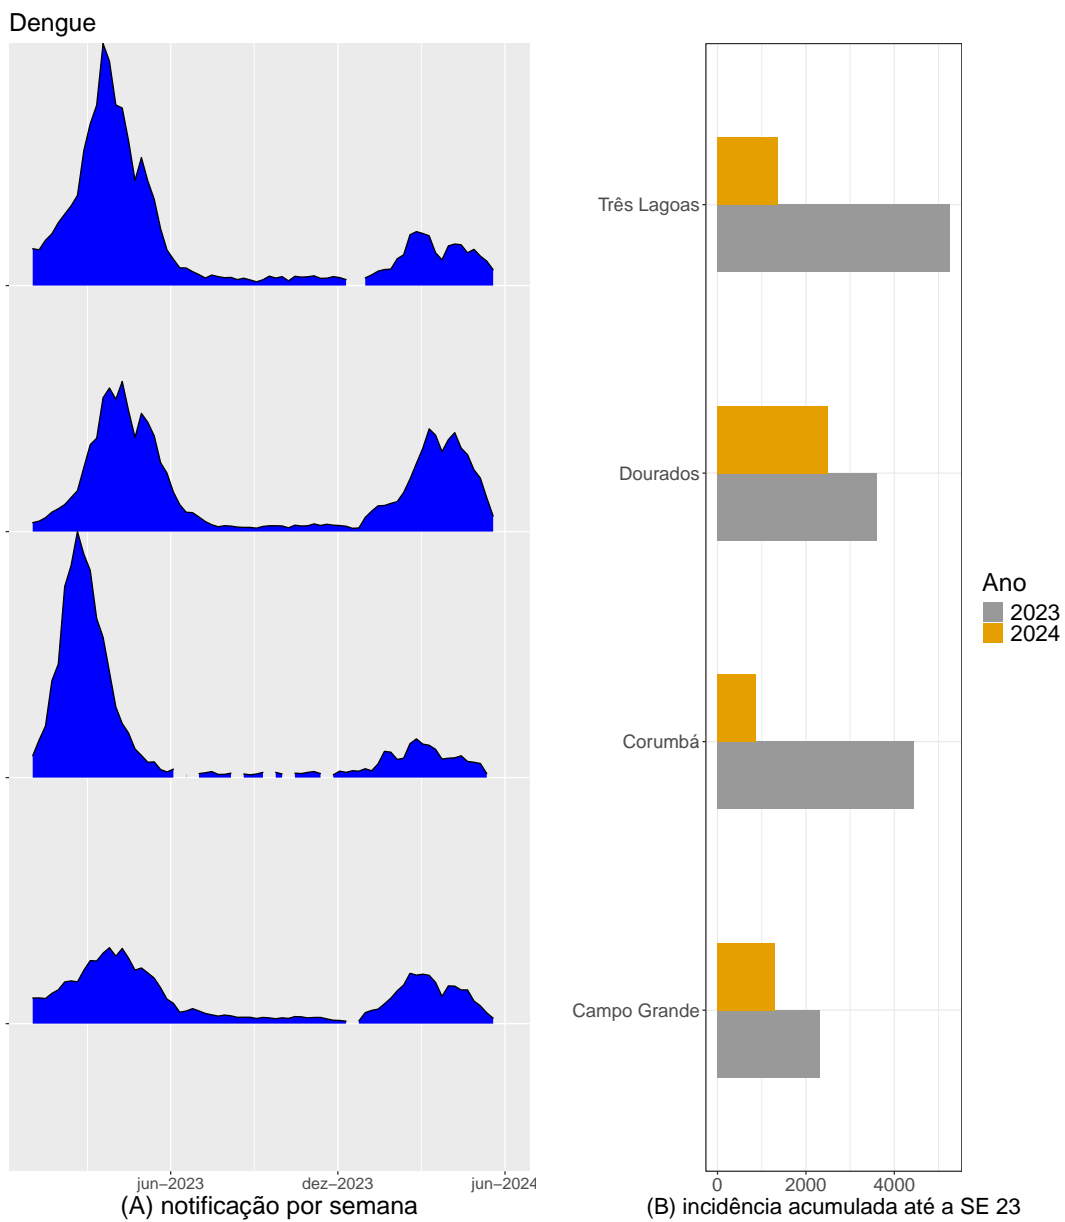 Dengue
Três Lagoas
Dourados
Corumbá
Campo Grande
Ano
2023
2024
jun−2023
dez−2023
jun−2024
0
2000
4000
(A) notificação por semana
(B) incidência acumulada até a SE 23